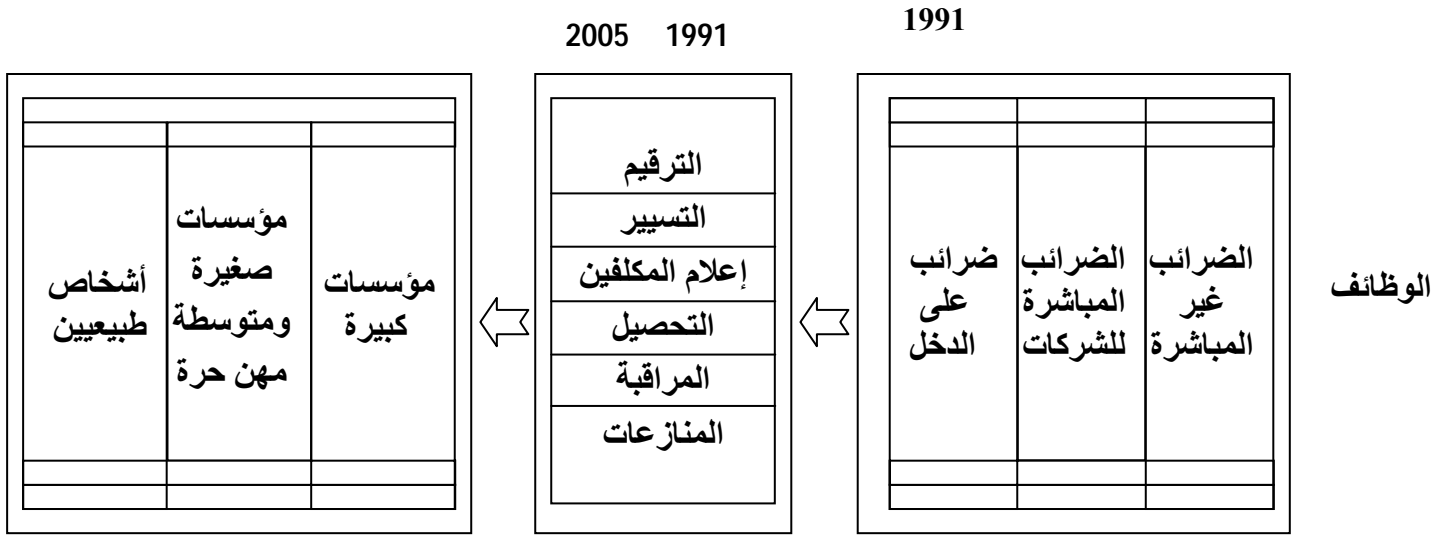 1991
2005 1991
الوظائف
الضرائب
غير
المباشرة
الضرائب
المباشرة
للشركات
ضرائب
على
الدخل
الترقيم
التسيير
إعلام المكلفين
التحصيل
المراقبة
المنازعات
مؤسسات
كبيرة
مؤسسات
صغيرة
ومتوسطة
مهن حرة
أشخاص
طبيعيين